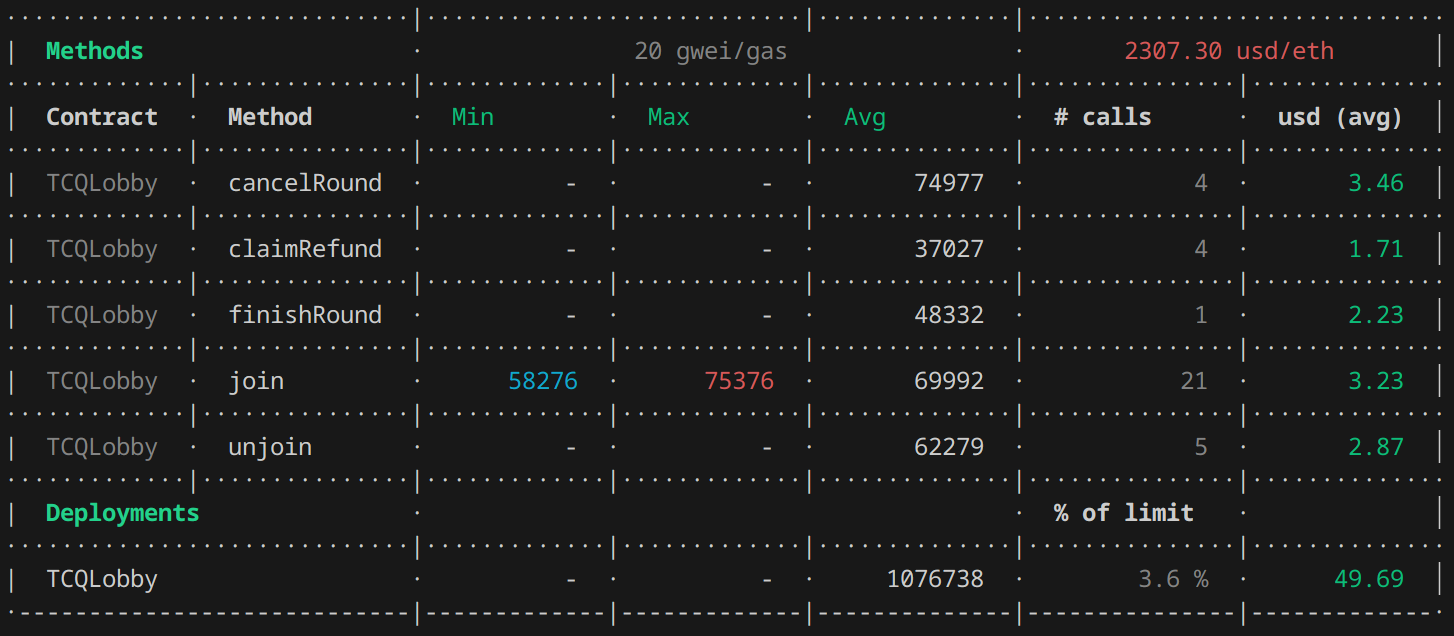 Methods 20 gwei/gas 2307.30 usd/eth
Contract · Method · Min · Max · Avg · # calls · usd (avg)
TCQLobby · cancelRound · - · - · 74977 · 4 · 3.46
TCQLobby · claimRefund · - · - · 37027 · 4 · 1.71
TCQLobby · finishRound · - · - · 48332 · 1 · 2.23
TCQLobby · join · 58276 · 75376 · 69992 · 21 · 3.23
TCQLobby · unjoin · - · - · 62279 · 5 · 2.87
Deployments · · % of limit ·
TCQLobby · - · - · 1076738 · 3.6 % · 49.69